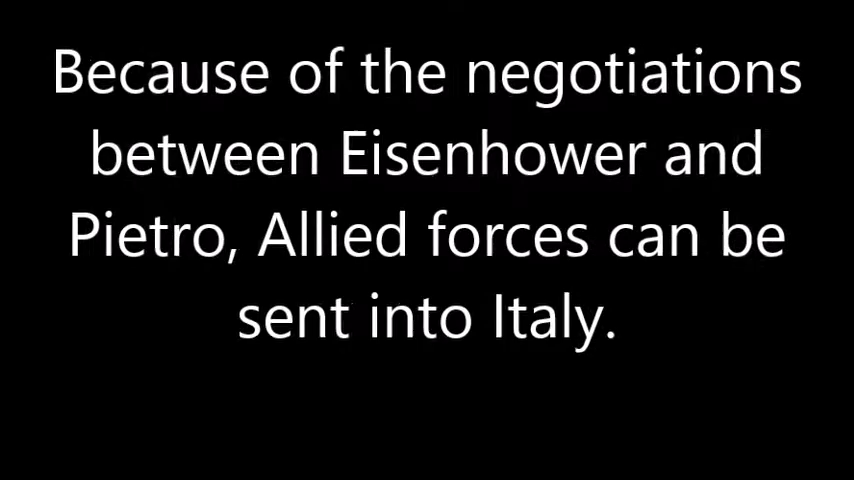 Because of the negotiations
between Eisenhower and
Pietro, Allied forces can be
sent into Italy.